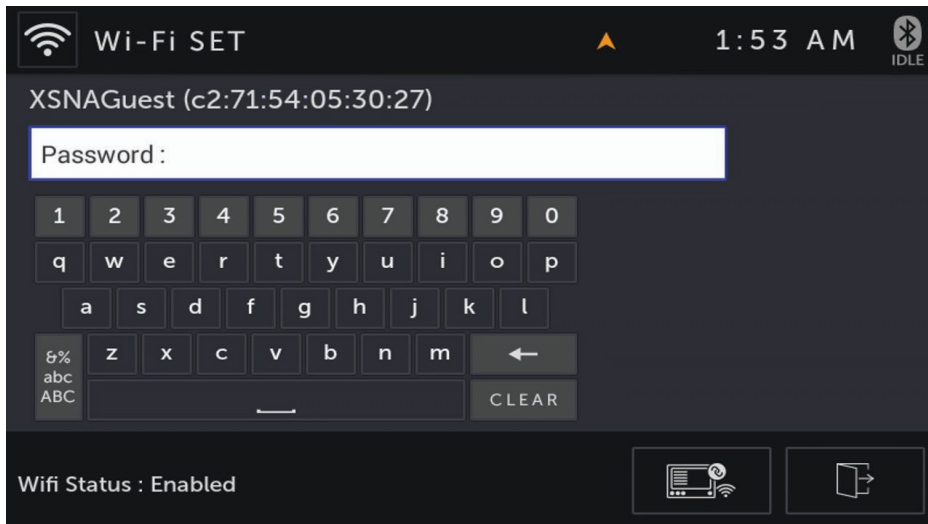 Wi-Fi SET 1:53 AM IDLE
XSNAGuest (c2:71:54:05:30:27)
Password :
1 2 3 4 5 6 7 8 9 0
q w e r t y u i o p
a s d f g h j k l
&% z x c v b n m
abc
ABC CLEAR
Wifi Status : Enabled